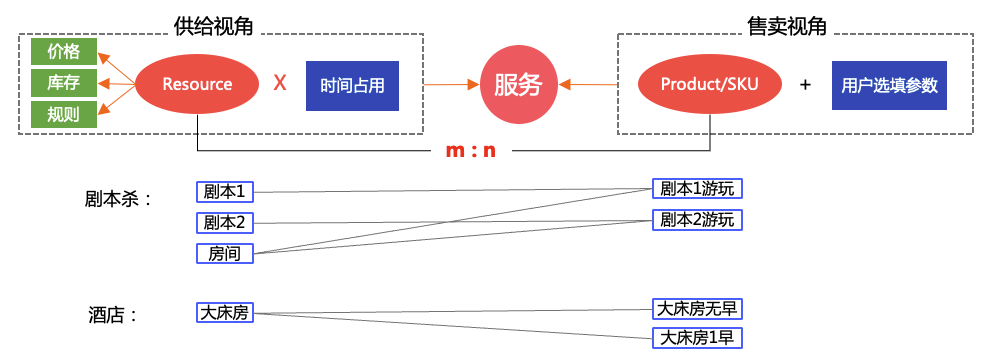 供给视角
售卖视角
价格
库存
规则
Resource
X
时间占用
服务
Product/SKU
+
用户选填参数
m : n
剧本杀：
剧本1
剧本2
房间
剧本1游玩
剧本2游玩
酒店：
大床房
大床房无早
大床房1早